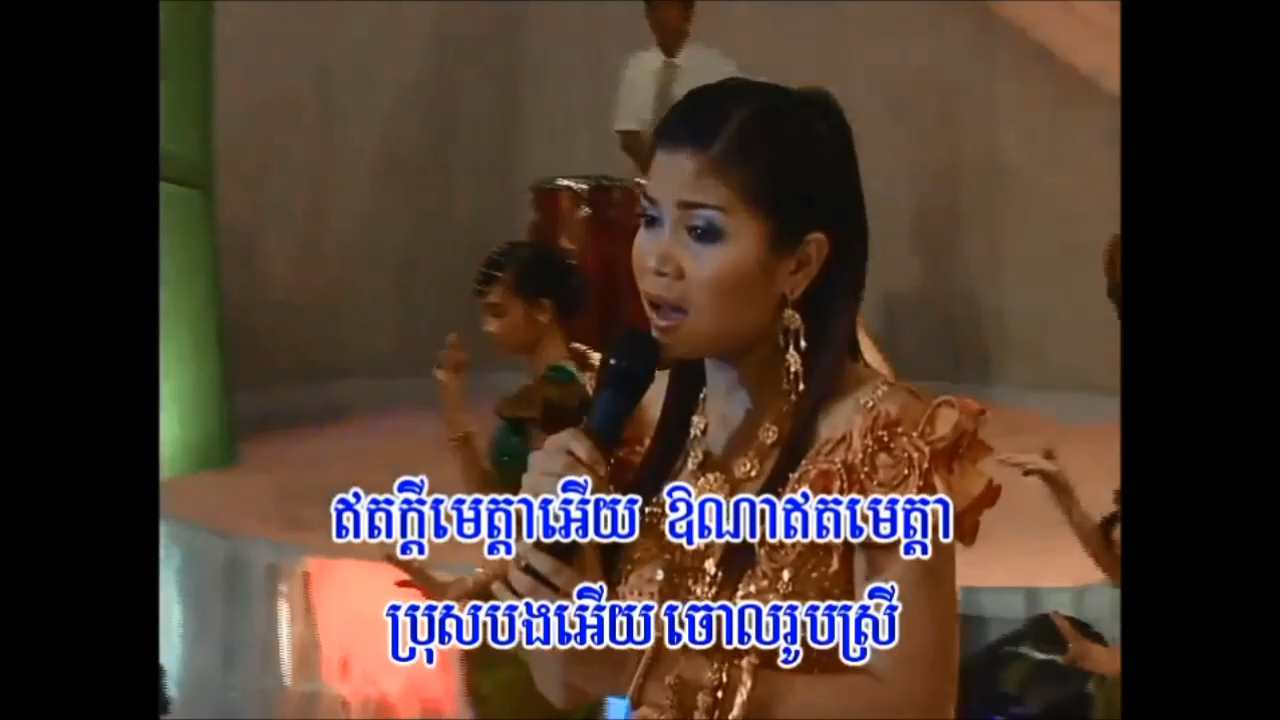 ឥតក្ដីមេត្តាអើយ ឱណាឥតមេត្តា
ប្រុសបងអើយ ចោលរូបស្រី